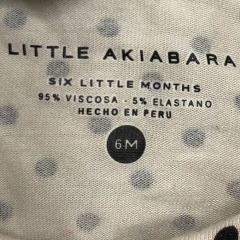 LITTLE AKIABARA
SIX LITTLE MONTHS
95% VISCOSA - 5% ELASTANO
HECHO EN PERU
6M